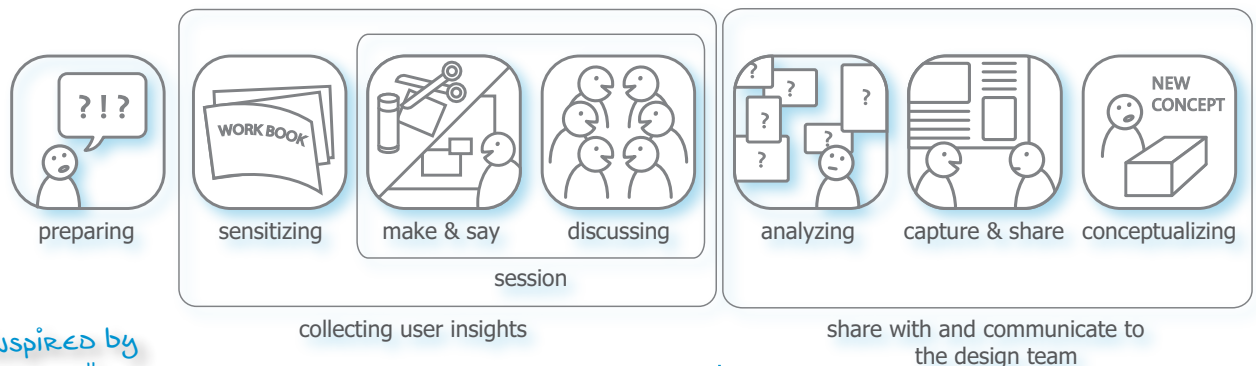 ? ! ?
WORK BOOK
?
?
?
?
?
?
NEW
CONCEPT
preparing
sensitizing
make & say
discussing
analyzing
capture & share
conceptualizing
session
collecting user insights
share with and communicate to
the design team
by